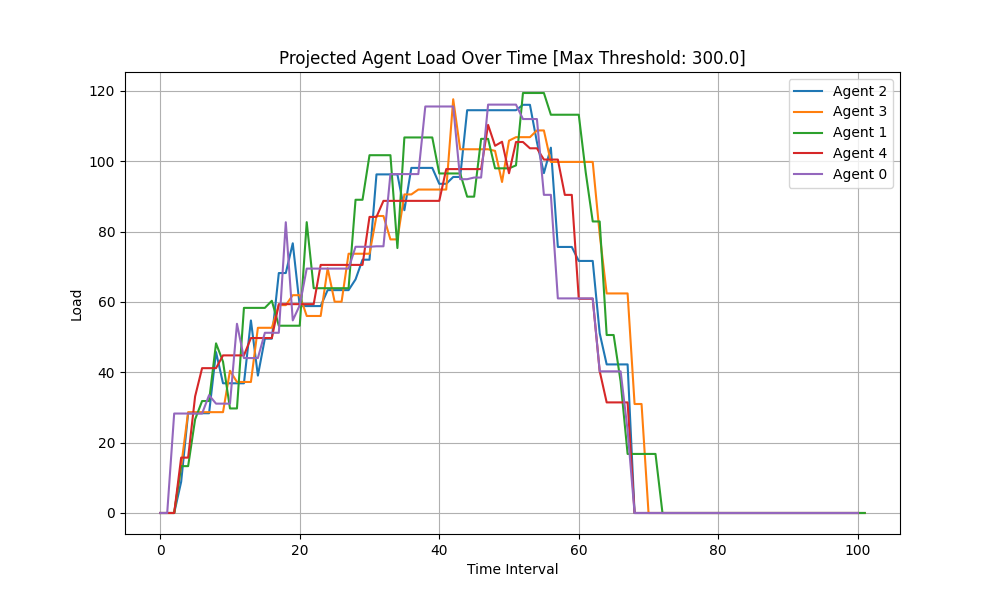 Projected Agent Load Over Time [Max Threshold: 300.0]
Load
120
100
80
60
40
20
0
Agent 2
Agent 3
Agent 1
Agent 4
Agent 0
0 20 40 60 80 100
Time Interval